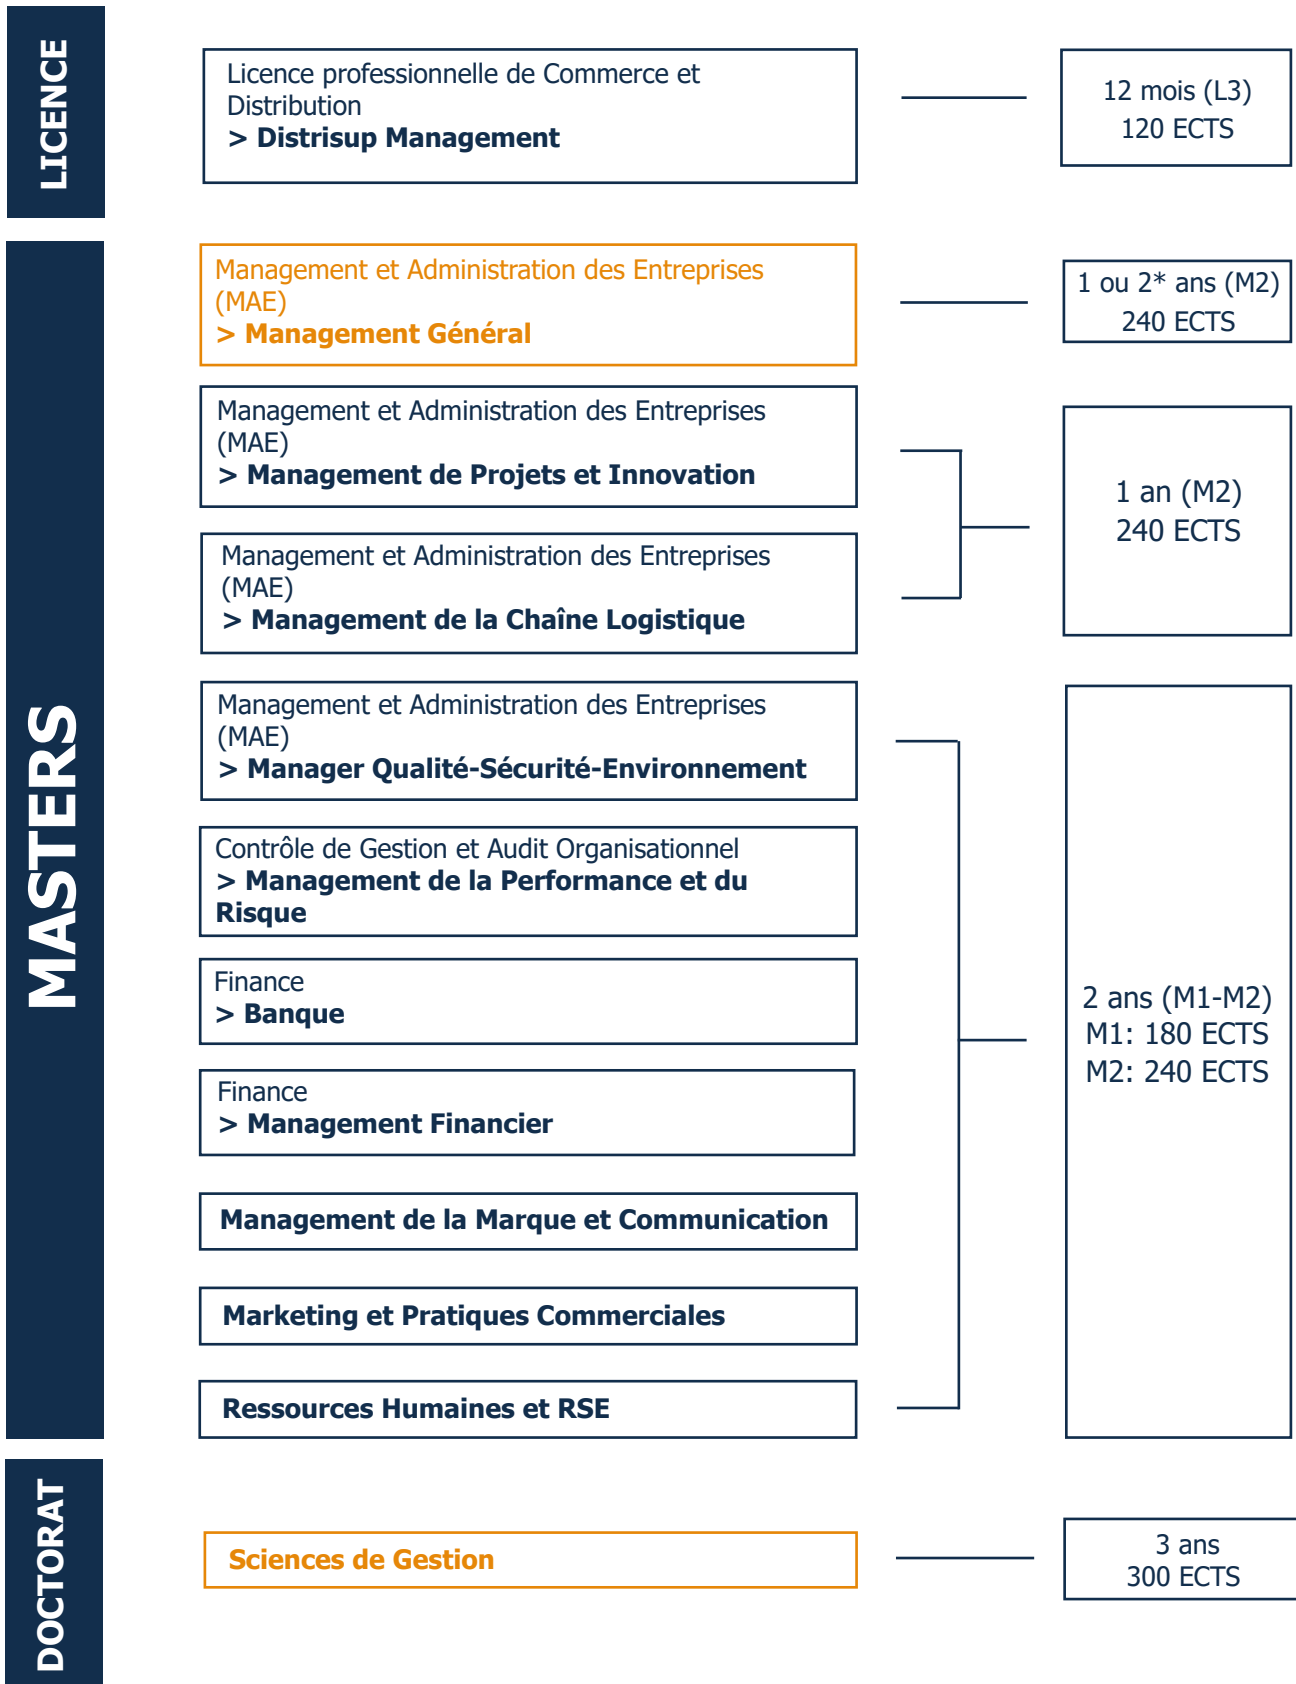 LICENCE
Licence professionnelle de Commerce et
Distribution
> Distrisup Management
12 mois (L3)
120 ECTS
MASTERS
Management et Administration des Entreprises
(MAE)
> Management Général
1 ou 2* ans (M2)
240 ECTS
Management et Administration des Entreprises
(MAE)
> Management de Projets et Innovation
Management et Administration des Entreprises
(MAE)
> Management de la Chaîne Logistique
1 an (M2)
240 ECTS
Management et Administration des Entreprises
(MAE)
> Manager Qualité-Sécurité-Environnement
Contrôle de Gestion et Audit Organisationnel
> Management de la Performance et du
Risque
Finance
> Banque
Finance
> Management Financier
Management de la Marque et Communication
Marketing et Pratiques Commerciales
Ressources Humaines et RSE
2 ans (M1-M2)
M1: 180 ECTS
M2: 240 ECTS
DOCTORAT
Sciences de Gestion
3 ans
300 ECTS